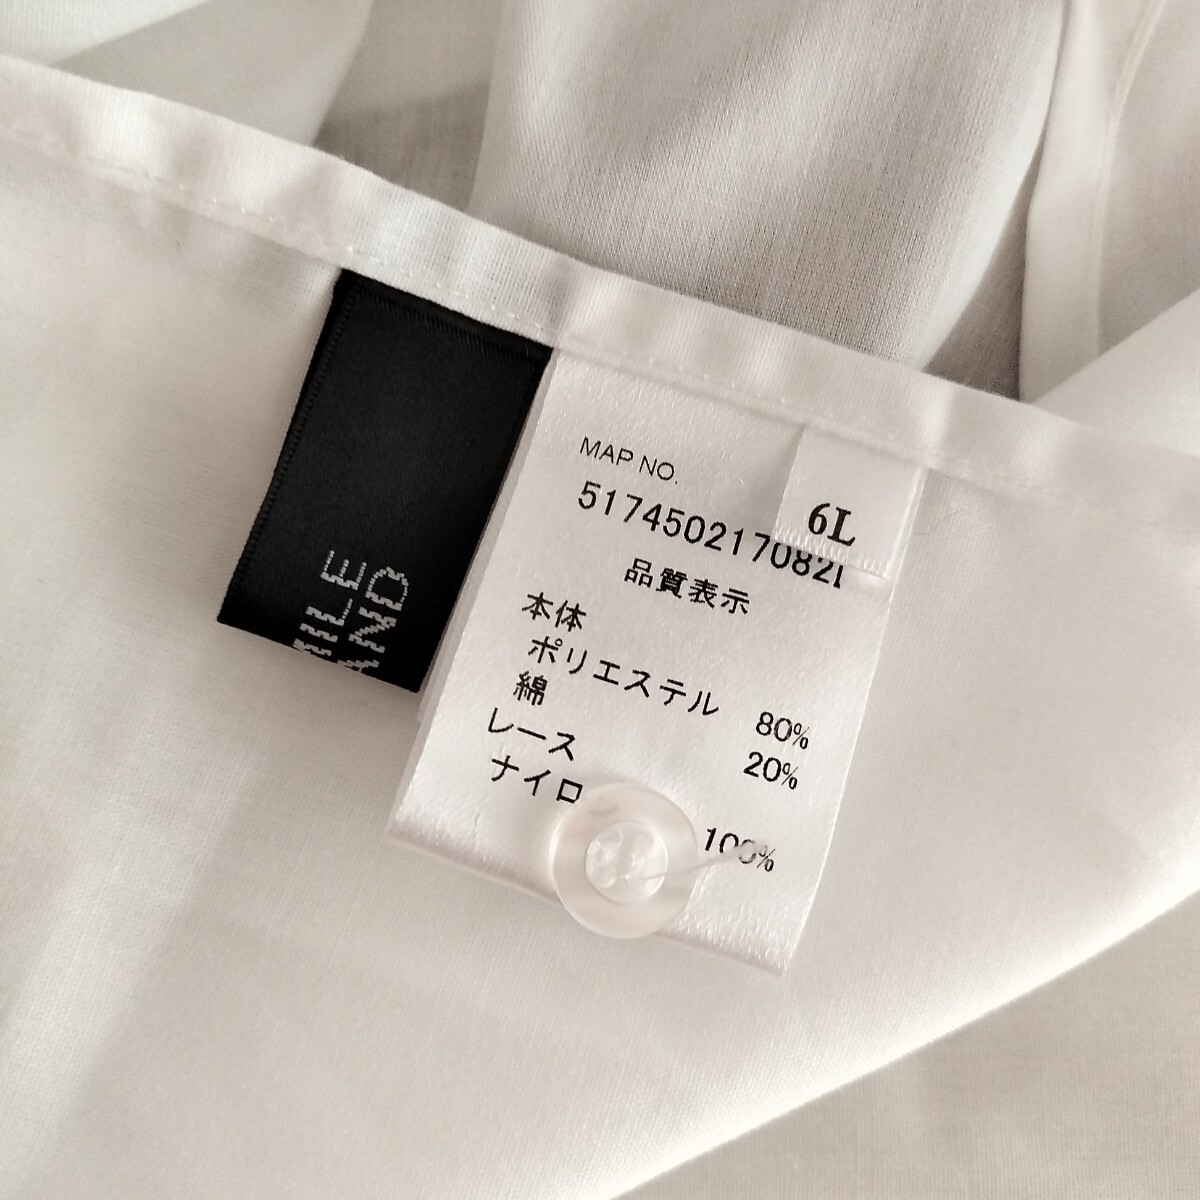 MAP NO.
5174502170821
6L
品質表示
本体
ポリエステル 80%
綿 20%
レース
ナイロ 100%